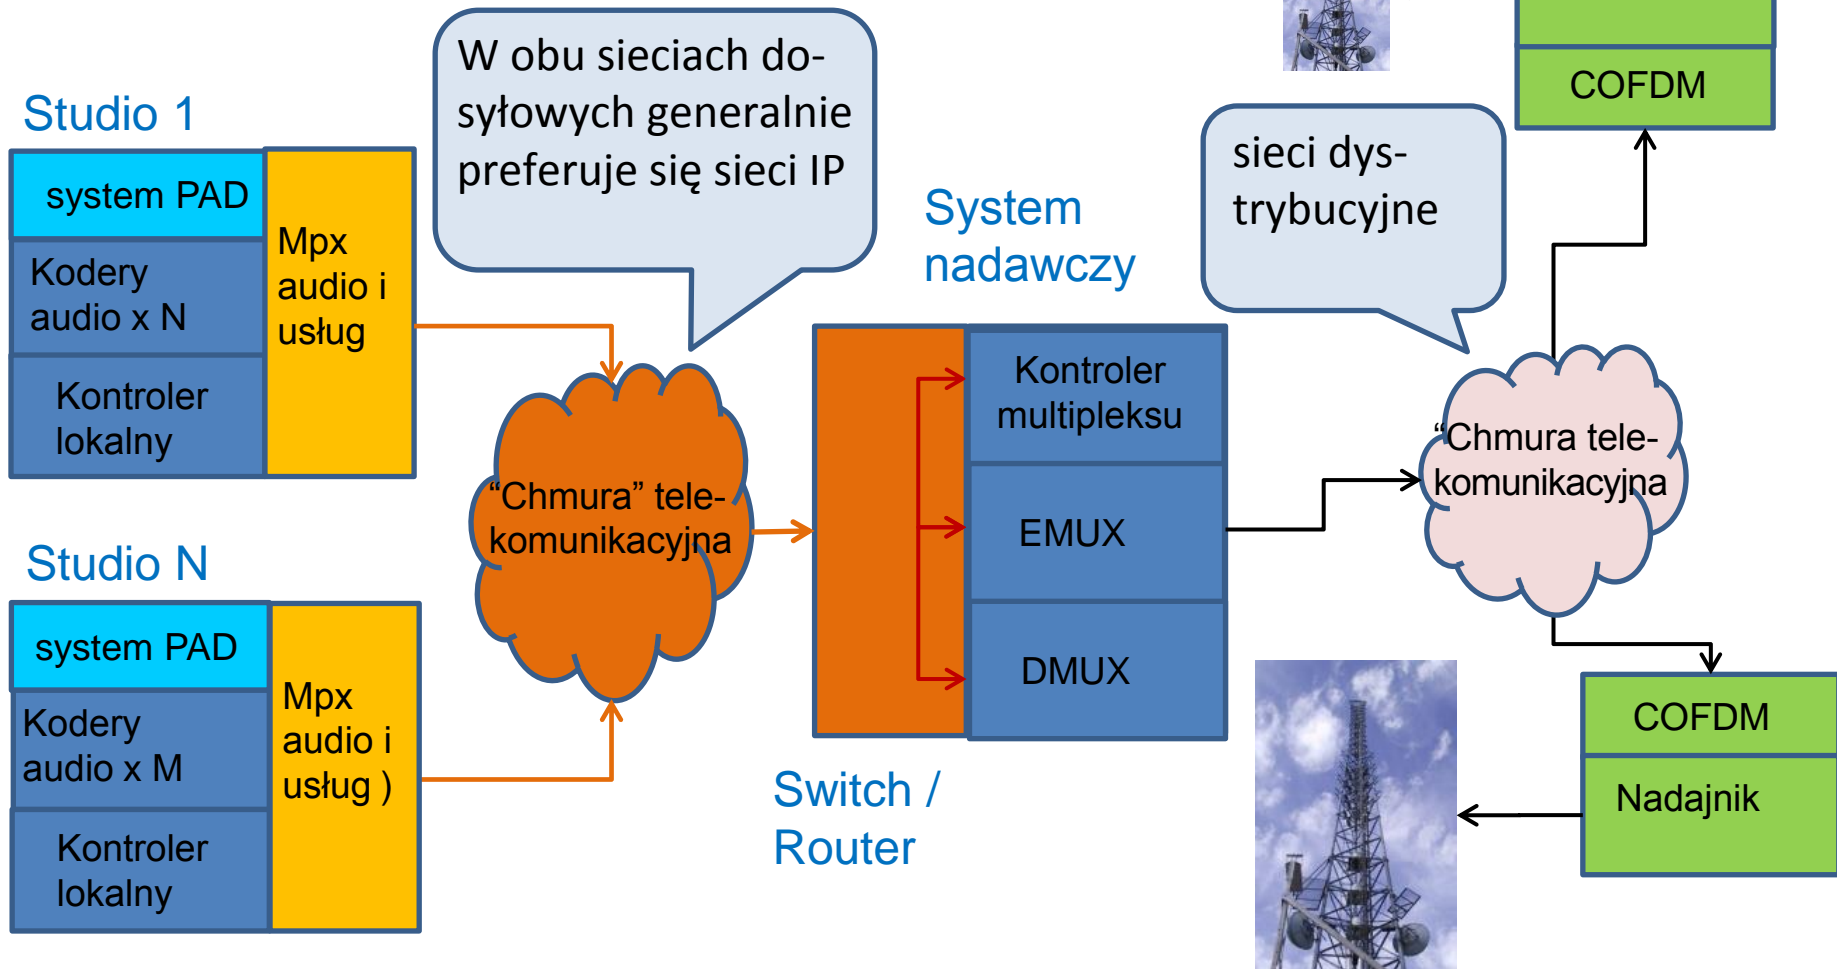 W obu sieciach do-
syłowych generalnie
preferuje się sieci IP
COFDM
Studio 1
system PAD
Kodery
audio x N
Kontroler
lokalny
Mpx
audio i
usług
sieci dys-
trybucyjne
System
nadawczy
Kontroler
multipleksu
EMUX
DMUX
“Chmura” tele-
komunikacyjna
“Chmura tele-
komunikacyjna
Studio N
system PAD
Kodery
audio x M
Kontroler
lokalny
Mpx
audio i
usług )
Switch /
Router
COFDM
Nadajnik